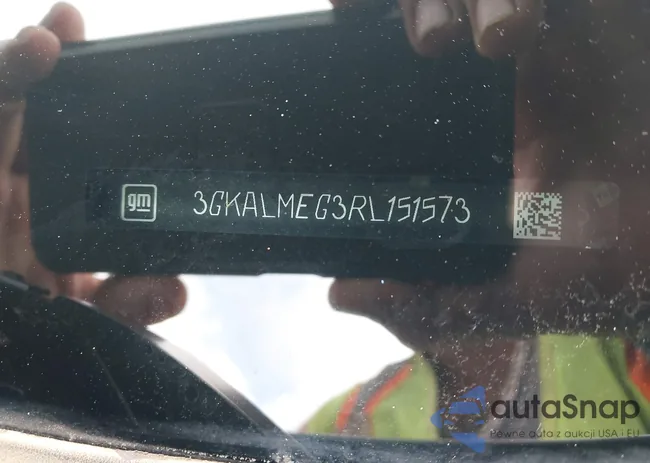 gm 3GKALMEG3RL151573
autaSnap
Pewne auta z aukcji USA i EU